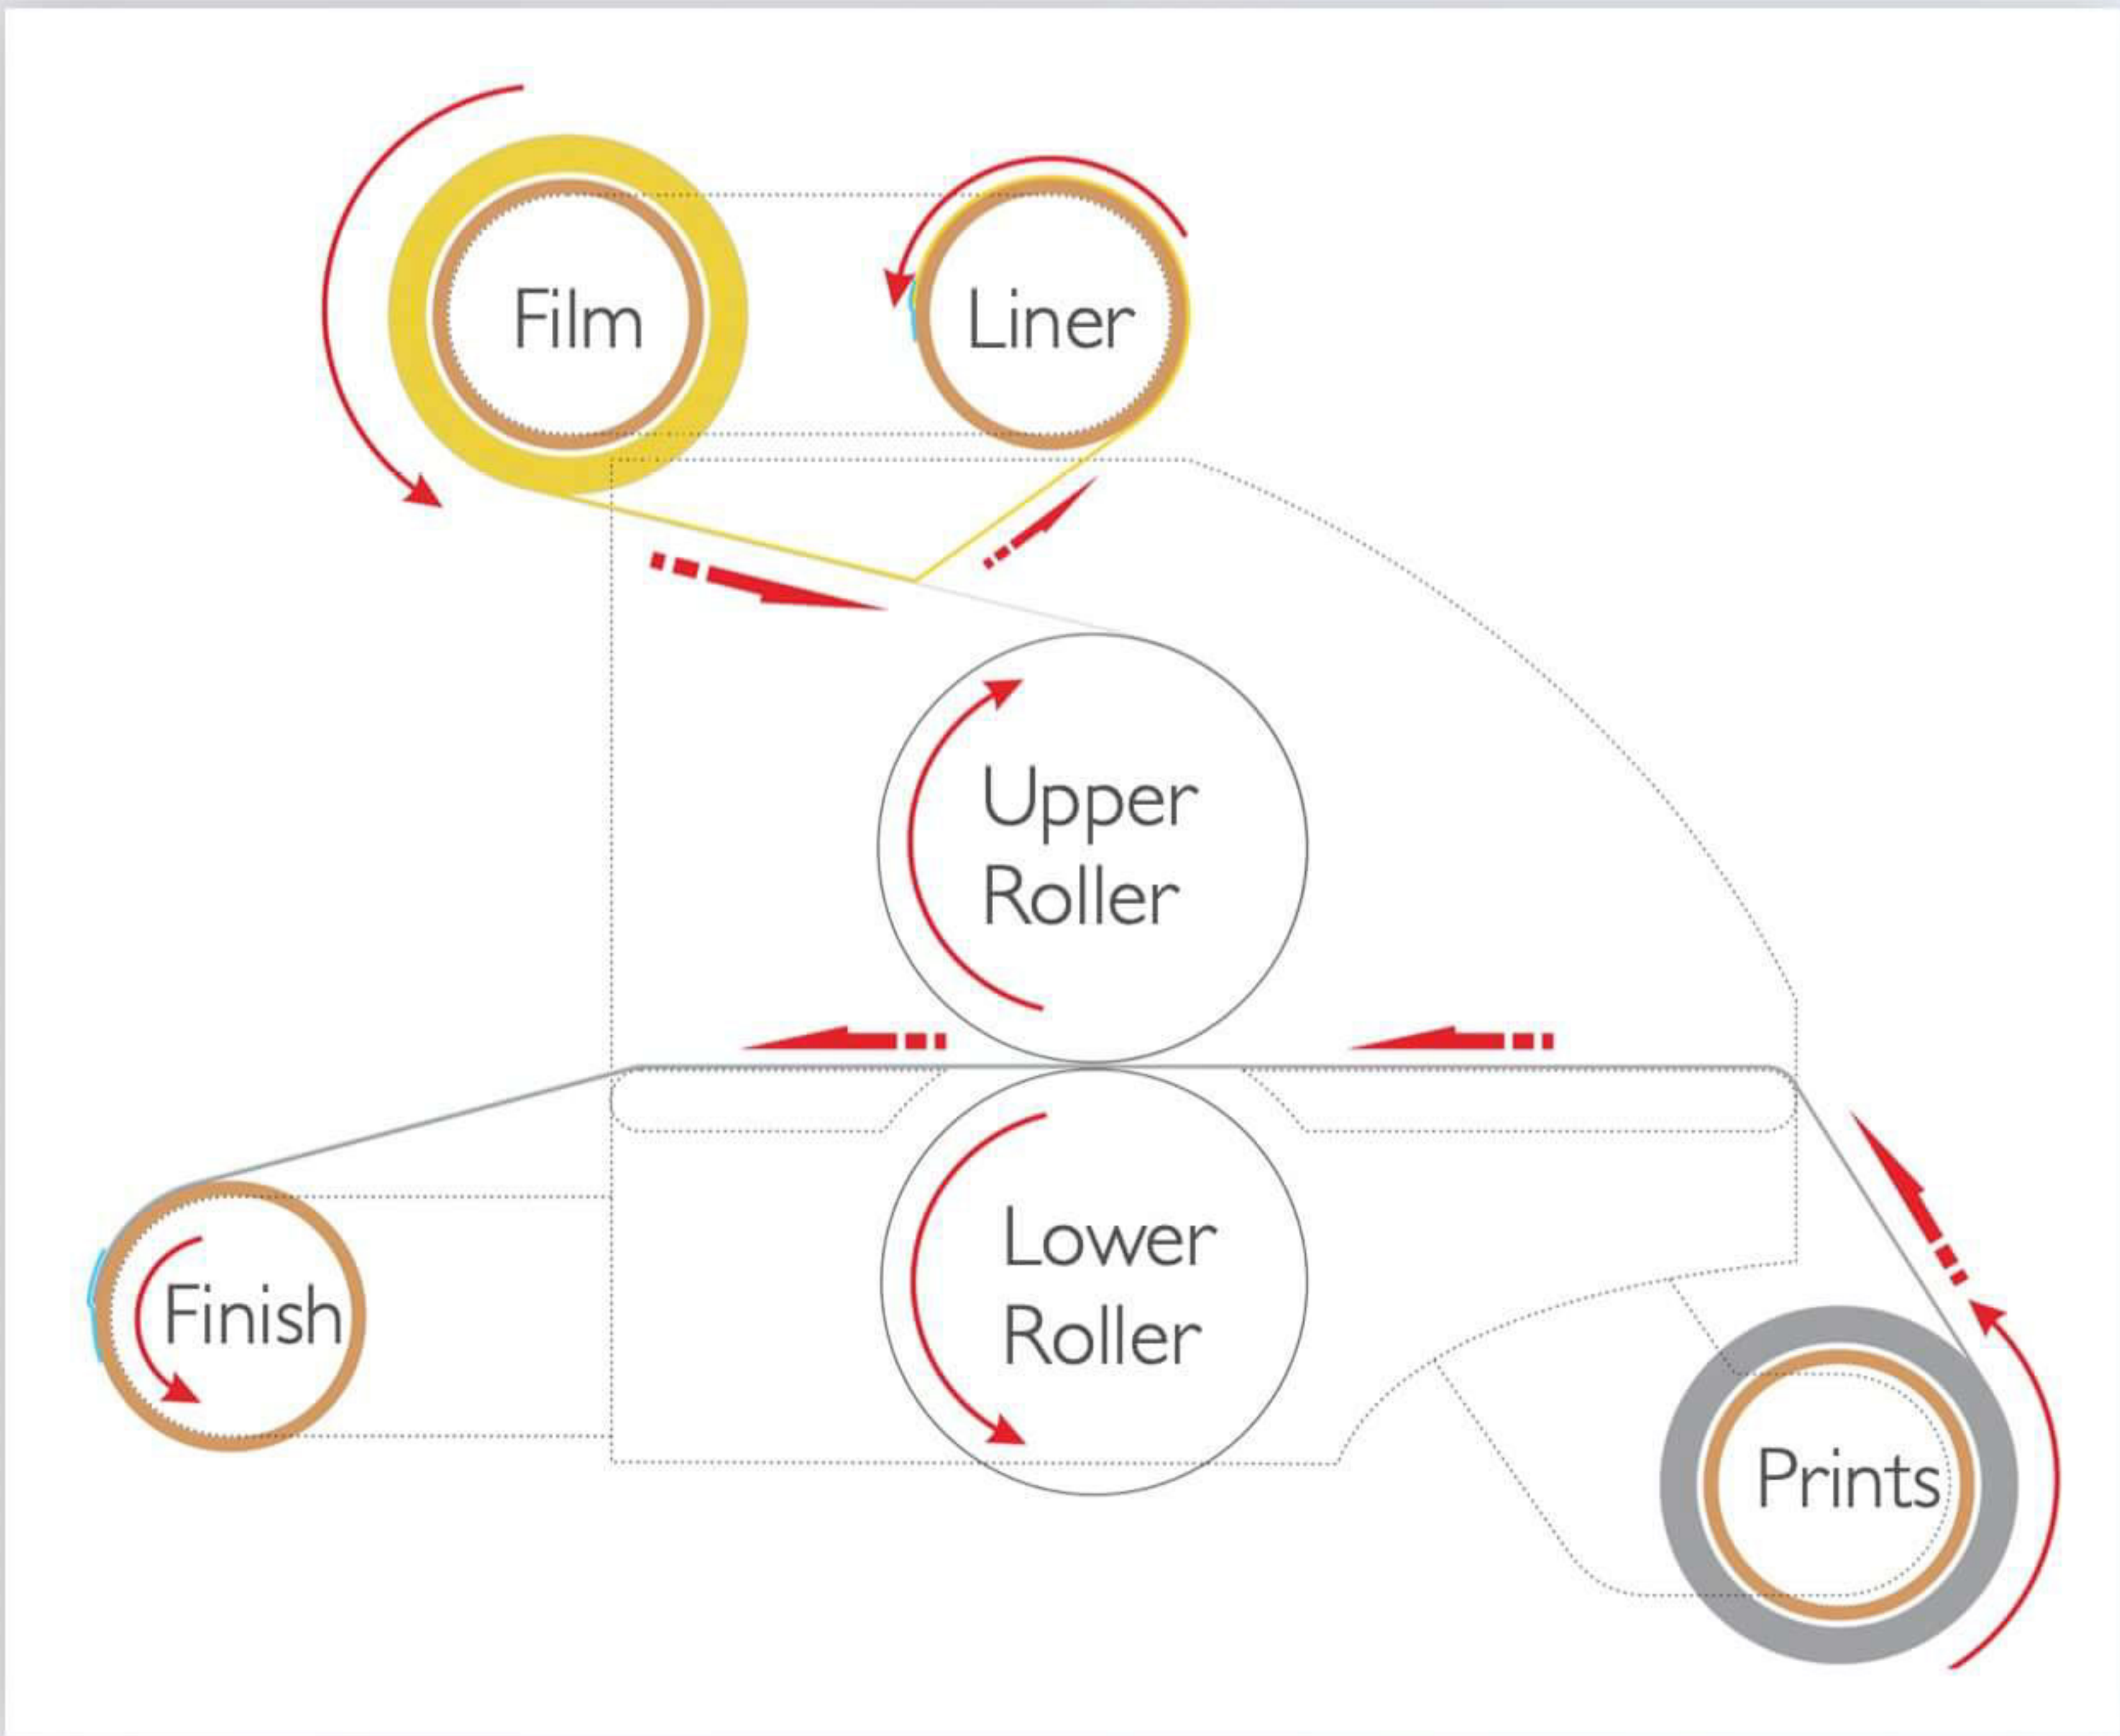 Film
Liner
Upper
Roller
Lower
Roller
Finish
Prints